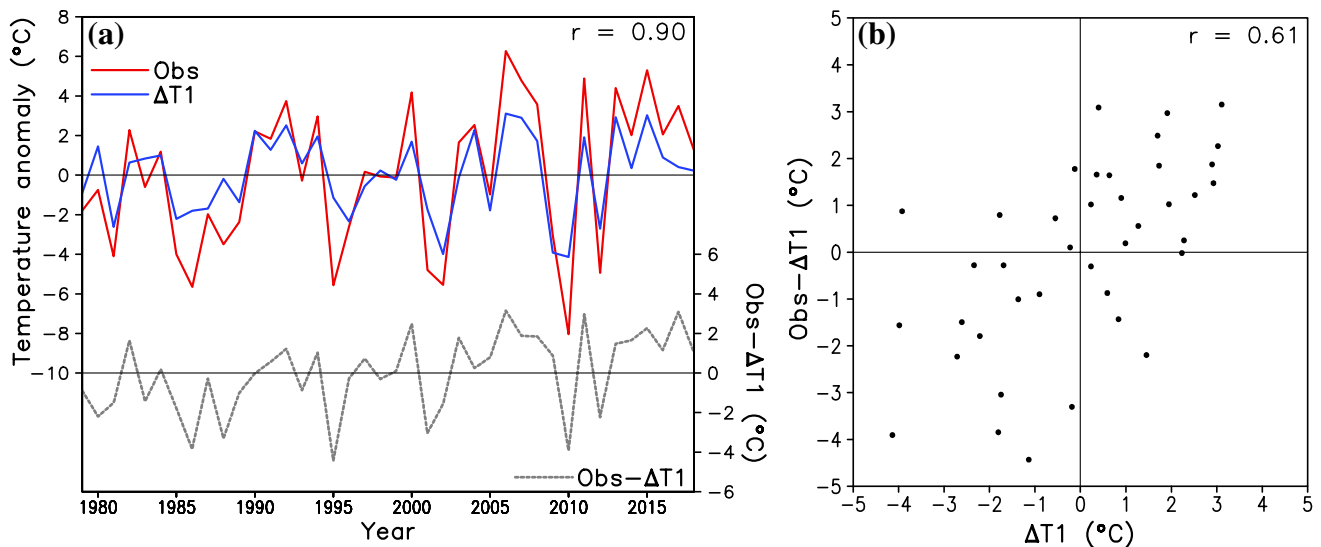 (a)
r = 0.90
Obs
ΔT1
Temperature anomaly (°C)
8
6
4
2
0
−2
−4
−6
−8
−10
6
4
2
0
−2
−4
−6
Obs−ΔT1 (°C)
Obs−ΔT1
1980 1985 1990 1995 2000 2005 2010 2015
Year
(b)
r = 0.61
Obs−ΔT1 (°C)
5
4
3
2
1
0
−1
−2
−3
−4
−5
−5 −4 −3 −2 −1 0 1 2 3 4 5
ΔT1 (°C)